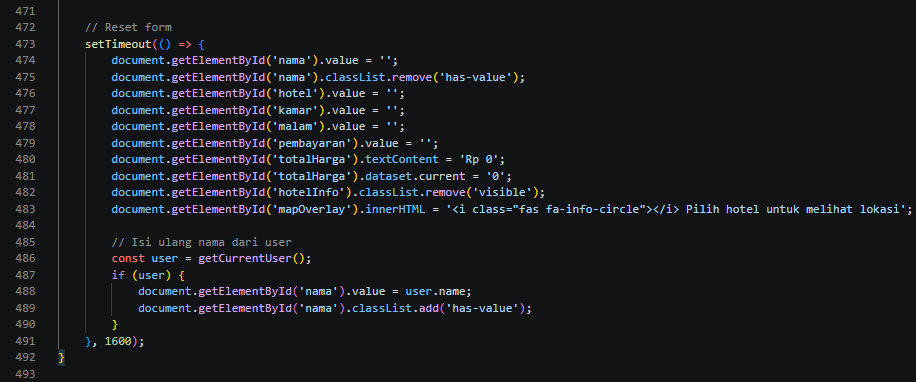 471
472 // Reset form
473 setTimeout(() => {
474 document.getElementById('nama').value = '';
475 document.getElementById('nama').classList.remove('has-value');
476 document.getElementById('hotel').value = '';
477 document.getElementById('kamar').value = '';
478 document.getElementById('malam').value = '';
479 document.getElementById('pembayaran').value = '';
480 document.getElementById('totalHarga').textContent = 'Rp 0';
481 document.getElementById('totalHarga').dataset.current = '0';
482 document.getElementById('hotelInfo').classList.remove('visible');
483 document.getElementById('mapOverlay').innerHTML = '<i class="fas fa-info-circle"></i> Pilih hotel untuk melihat lokasi';
484
485 // Isi ulang nama dari user
486 const user = getCurrentUser();
487 if (user) {
488 document.getElementById('nama').value = user.name;
489 document.getElementById('nama').classList.add('has-value');
490 }
491 }, 1600);
492 }
493